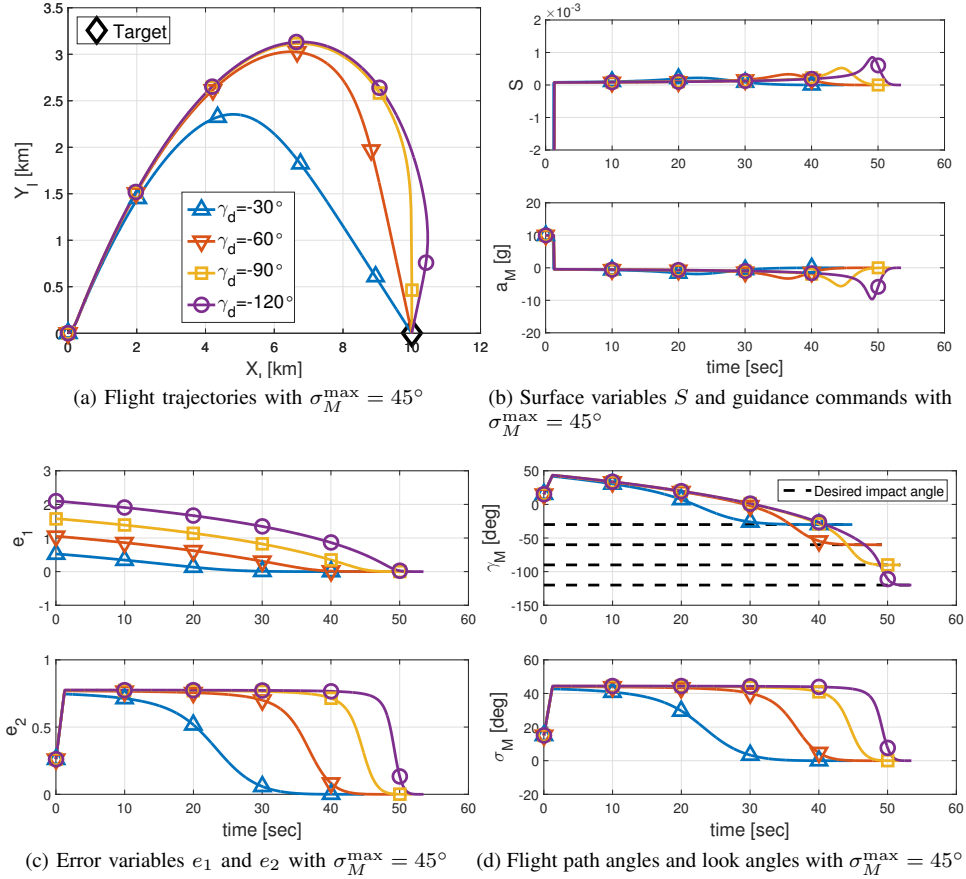 3.5
3
2.5
2
1.5
1
0.5
0
Y_I [km]
Target
γ_d=-30°
γ_d=-60°
γ_d=-90°
γ_d=-120°
0 2 4 6 8 10 12
X_I [km]
(a) Flight trajectories with σ_M^max = 45°
×10⁻³
2
1
0
-1
-2
S
0 10 20 30 40 50 60
20
10
0
-10
-20
a_M [g]
0 10 20 30 40 50 60
time [sec]
(b) Surface variables S and guidance commands with
σ_M^max = 45°
3
2
1
0
-1
e_1
0 10 20 30 40 50 60
1
0.5
0
e_2
0 10 20 30 40 50 60
time [sec]
(c) Error variables e_1 and e_2 with σ_M^max = 45°
50
0
-50
-100
-150
γ_M [deg]
Desired impact angle
0 10 20 30 40 50 60
60
40
20
0
-20
σ_M [deg]
0 10 20 30 40 50 60
time [sec]
(d) Flight path angles and look angles with σ_M^max = 45°